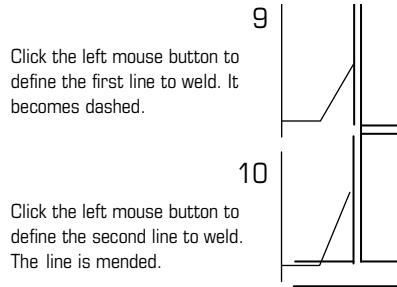 9
Click the left mouse button to
define the first line to weld. It
becomes dashed.
10
Click the left mouse button to
define the second line to weld.
The line is mended.